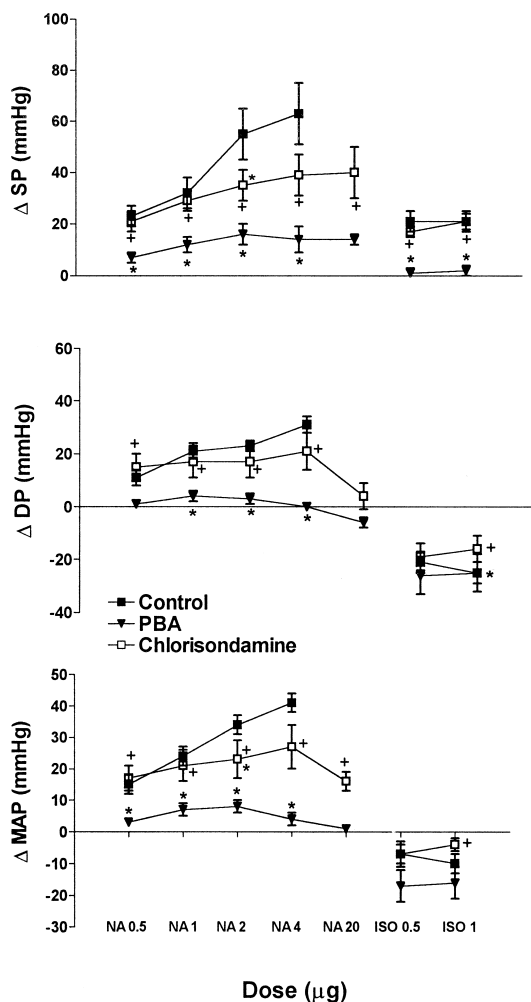 100
80
60
40
20
0
Δ SP (mmHg)
+ + + * + + + + +
* * * * * *
60
40
20
0
-20
-40
Δ DP (mmHg)
+ + + +
* * *
+
*
Control
PBA
Chlorisondamine
50
40
30
20
10
0
-10
-20
-30
Δ MAP (mmHg)
+ + + * + +
* * * *
+
NA 0.5 NA 1 NA 2 NA 4 NA 20 ISO 0.5 ISO 1
Dose (μg)